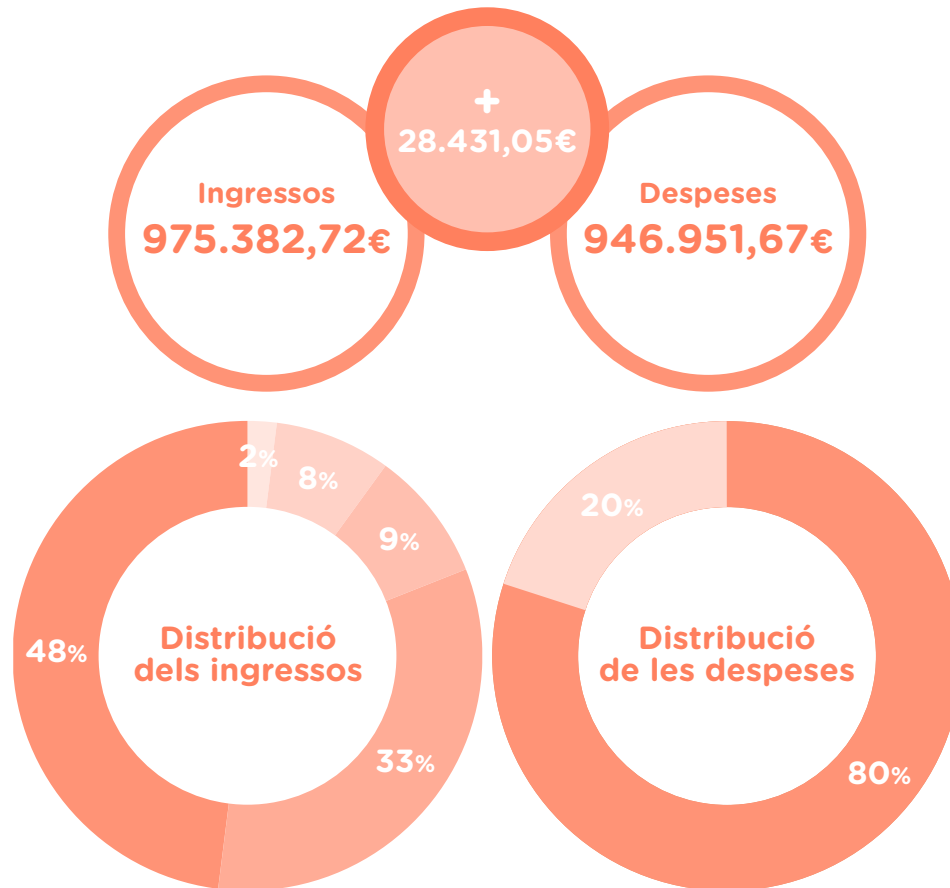 +
28.431,05€
Ingressos
975.382,72€
Despeses
946.951,67€
2%
8%
9%
33%
48%
Distribució
dels ingressos
20%
80%
Distribució
de les despeses